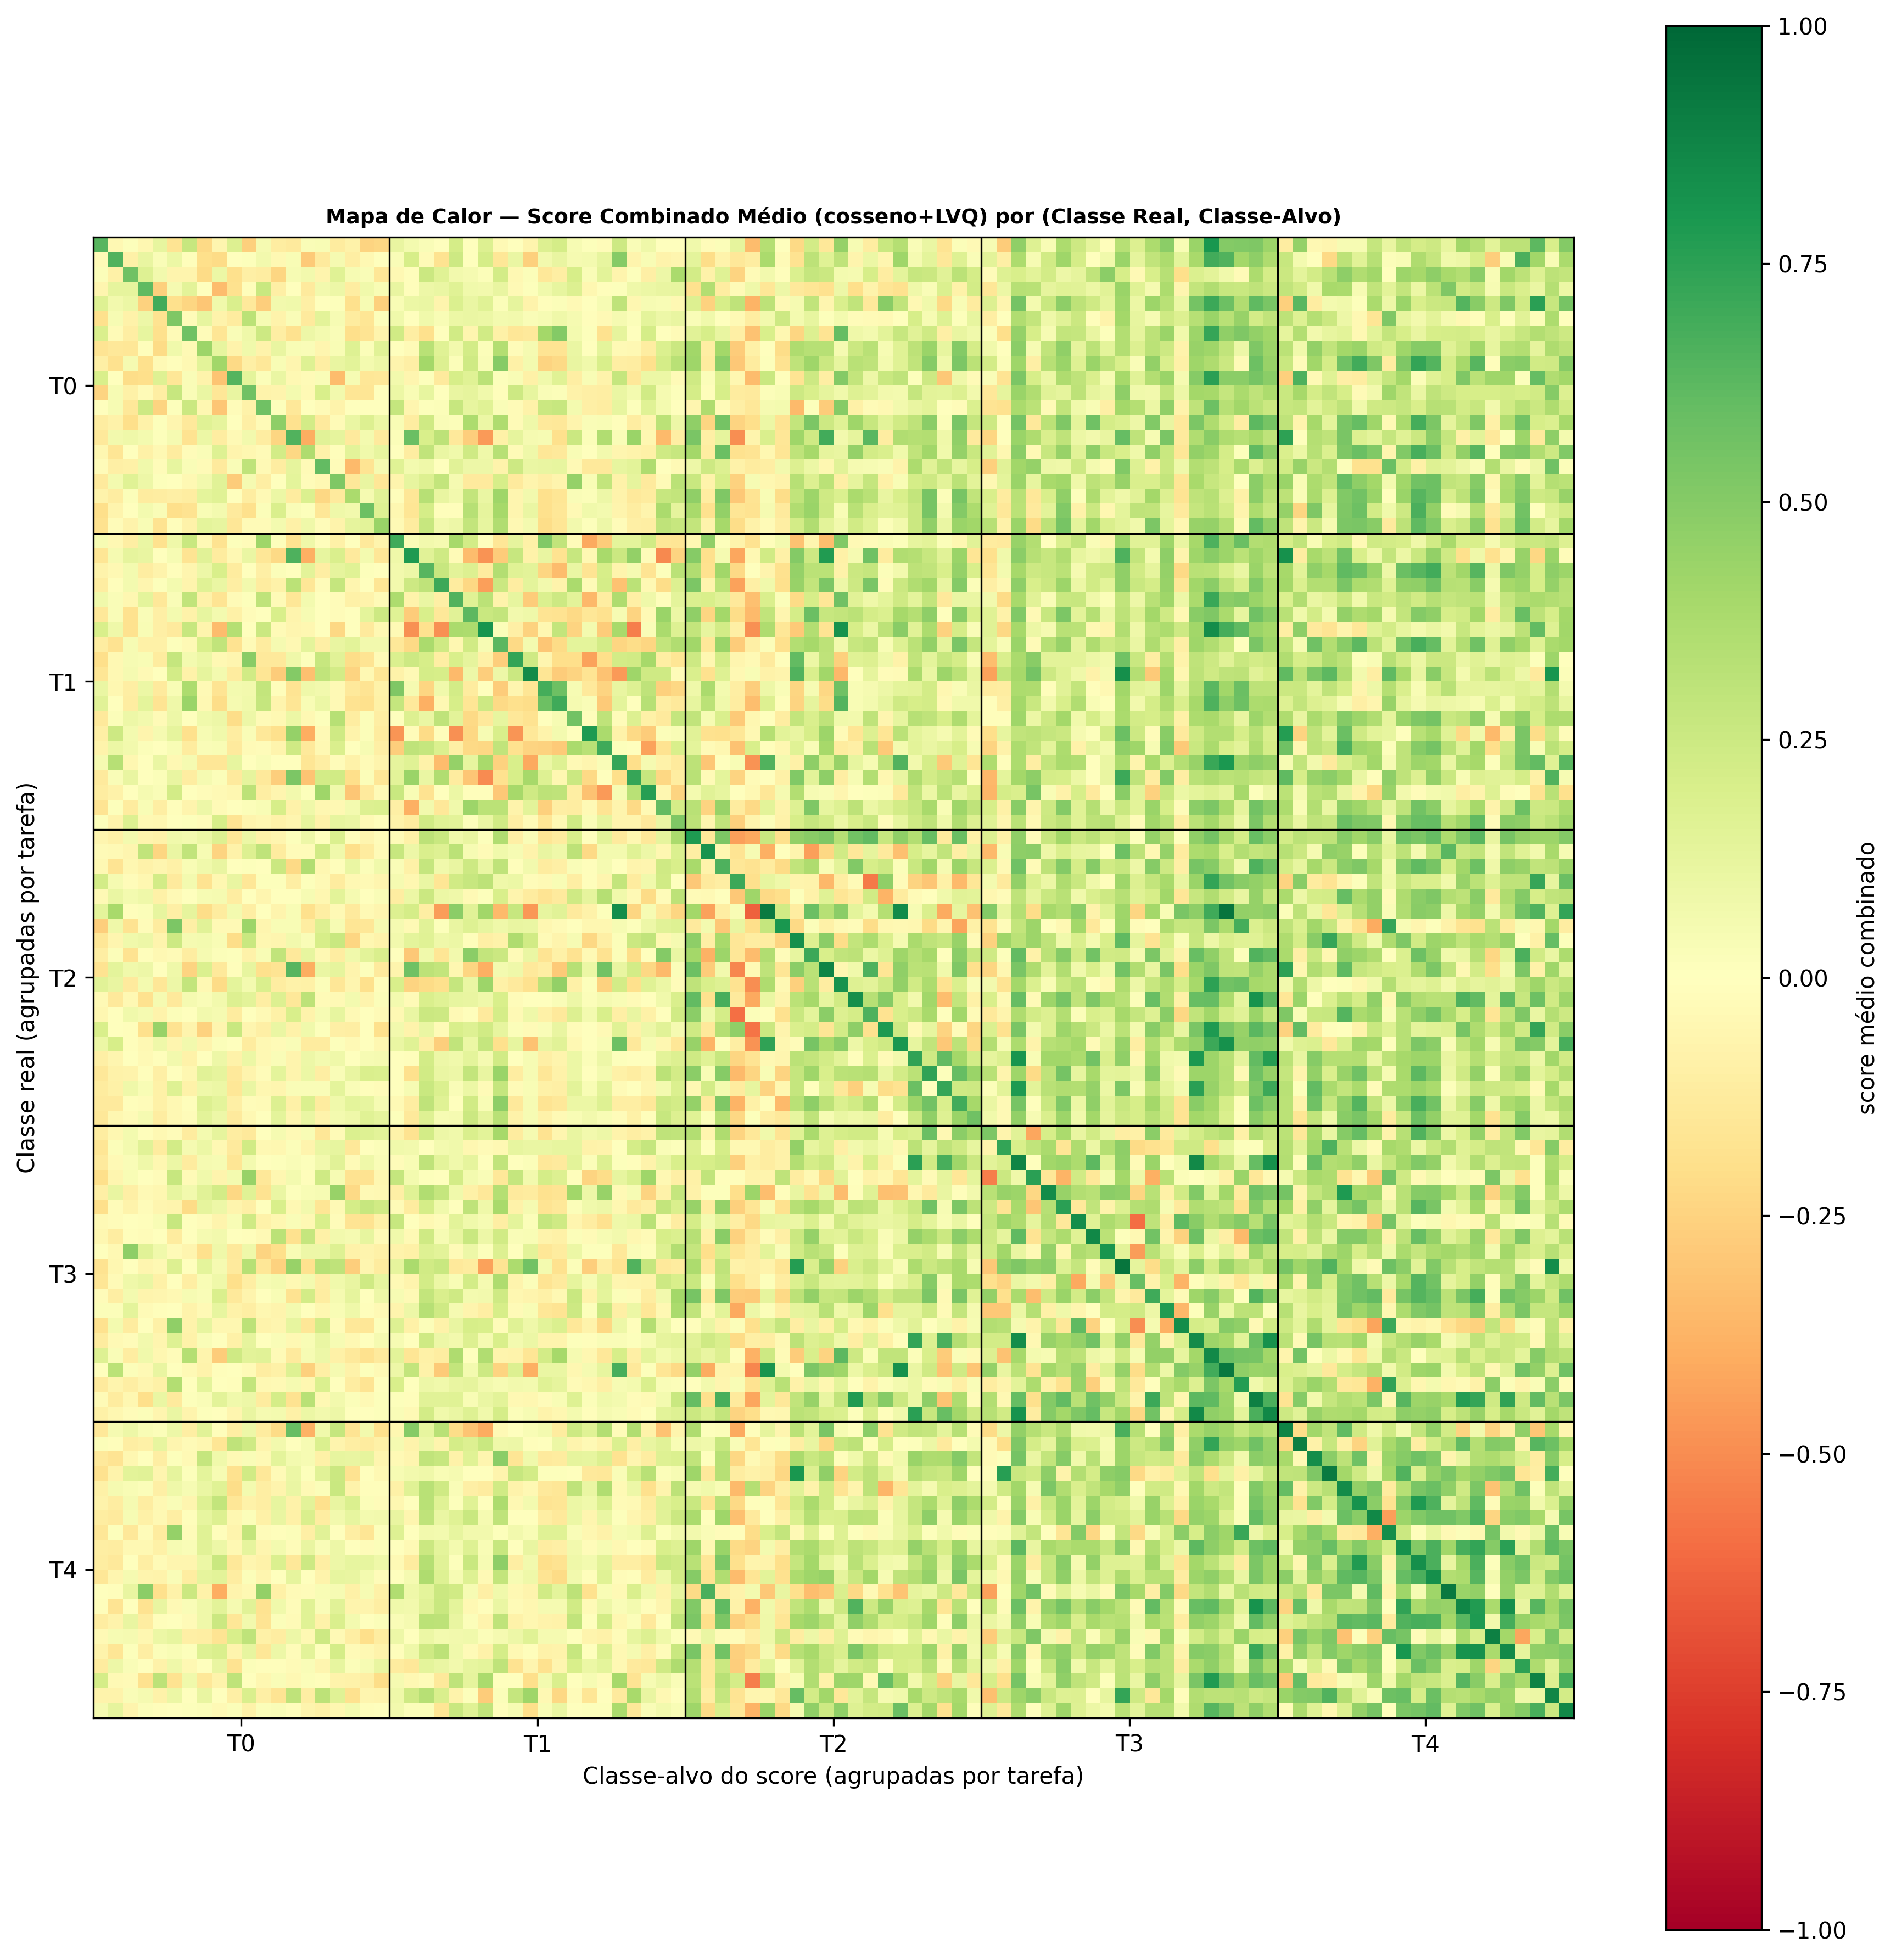 Mapa de Calor — Score Combinado Médio (cosseno+LVQ) por (Classe Real, Classe-Alvo)
Classe real (agrupadas por tarefa)
T0
T1
T2
T3
T4
T0 T1 T2 T3 T4
Classe-alvo do score (agrupadas por tarefa)
1.00
0.75
0.50
0.25
0.00
−0.25
−0.50
−0.75
−1.00
score médio combinado